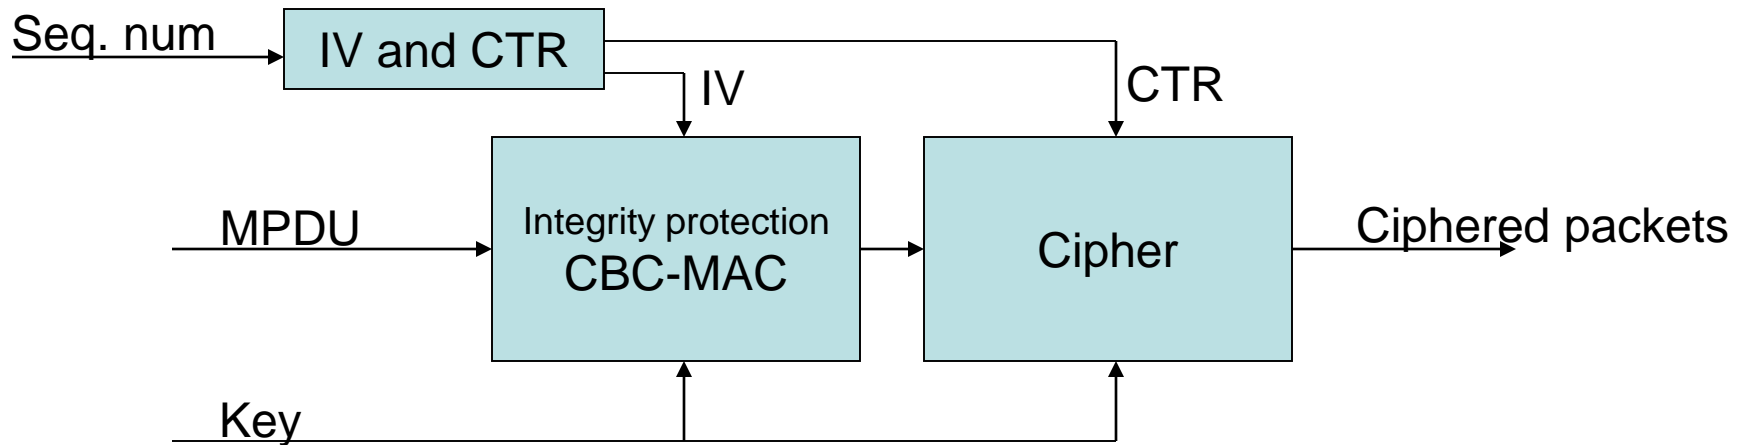 Seq. num
IV and CTR
IV
CTR
MPDU
Integrity protection
CBC-MAC
Cipher
Ciphered packets
Key